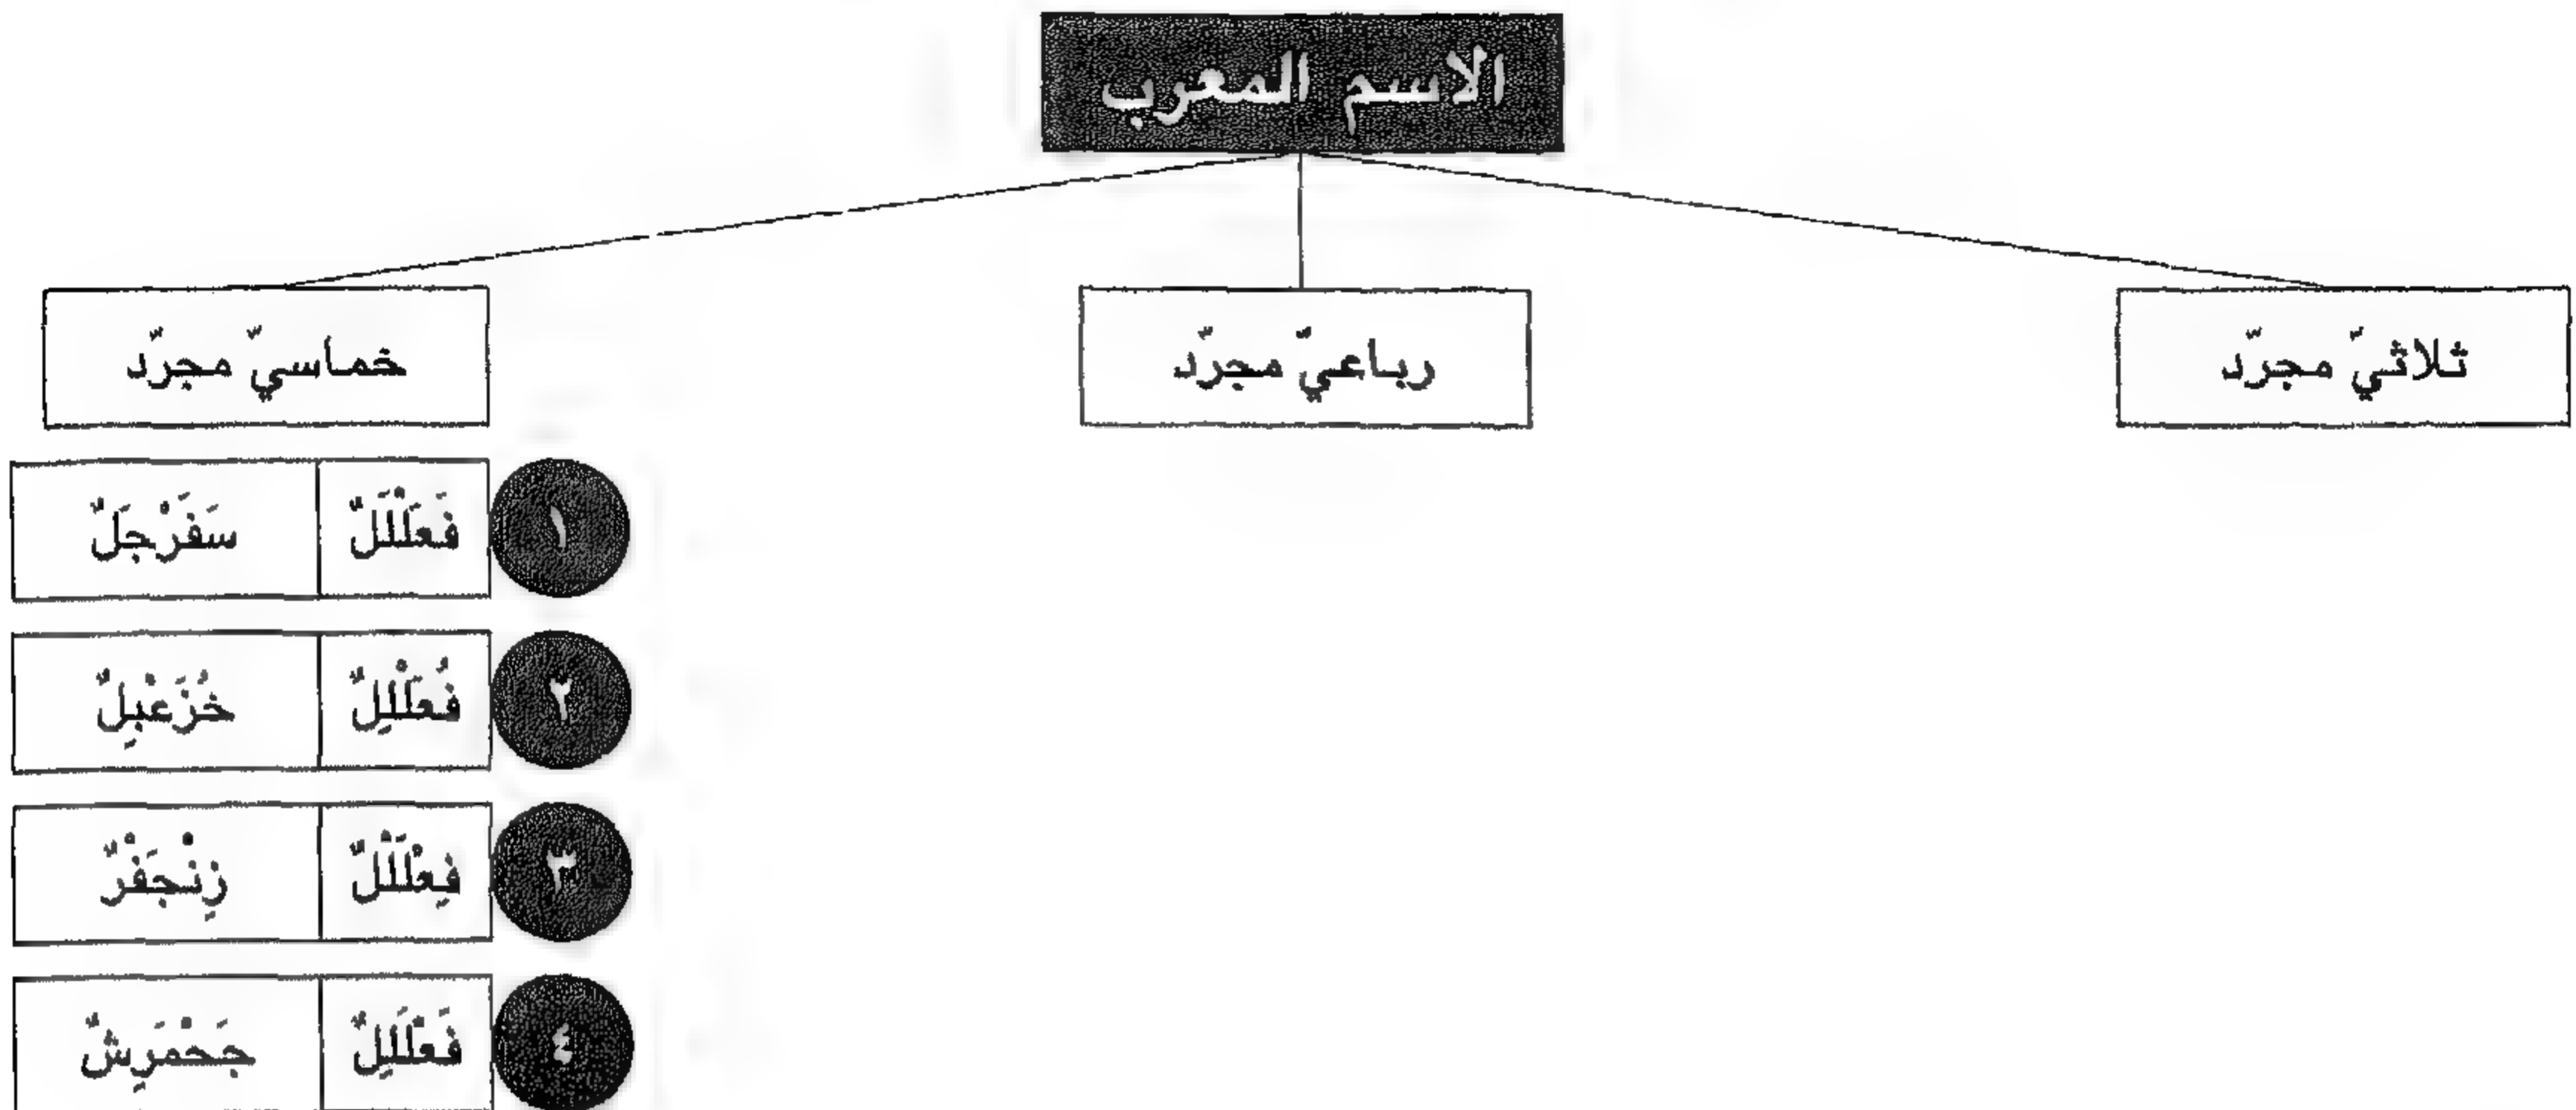 الاسم المعرب
ثلاثيّ مجرّد
رباعيّ مجرّد
خماسيّ مجرّد
١ فَعَلْلَلٌ سَفَرْجَلٌ
٢ فُعَلْلِلٌ خُزَعْبِلٌ
٣ فِعْلَلْلٌ زِنْجَفْرٌ
٤ فَعْلَلِلٌ جَحْمَرِشٌ